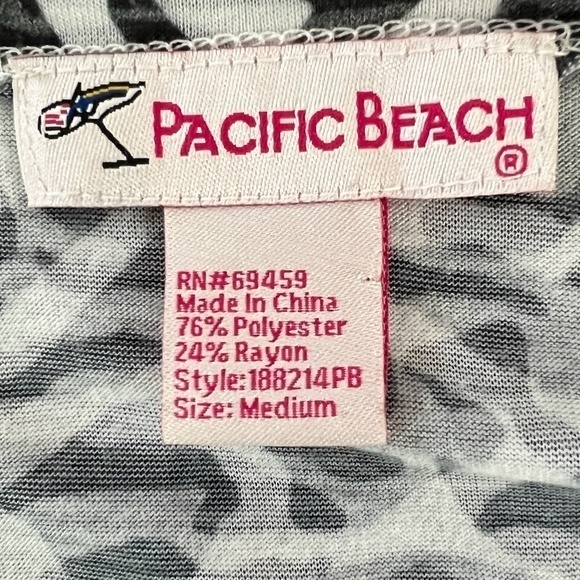 PACIFIC BEACH ®
RN#69459
Made In China
76% Polyester
24% Rayon
Style:188214PB
Size: Medium